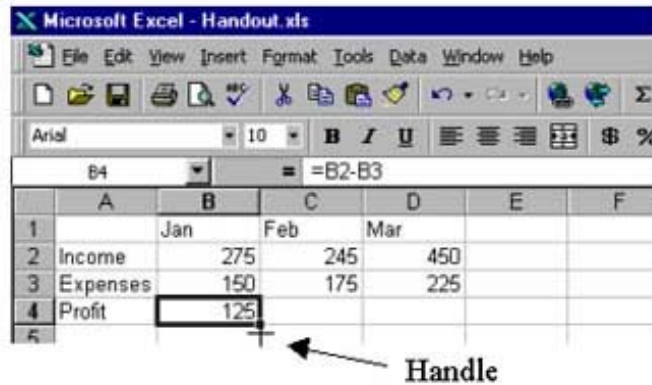 Microsoft Excel - Handout.xls
File Edit View Insert Format Tools Data Window Help
ABC Σ
Arial 10 B I U $ %
B4 = =B2-B3
A B C D E F
1 Jan Feb Mar
2 Income 275 245 450
3 Expenses 150 175 225
4 Profit 125
5
Handle